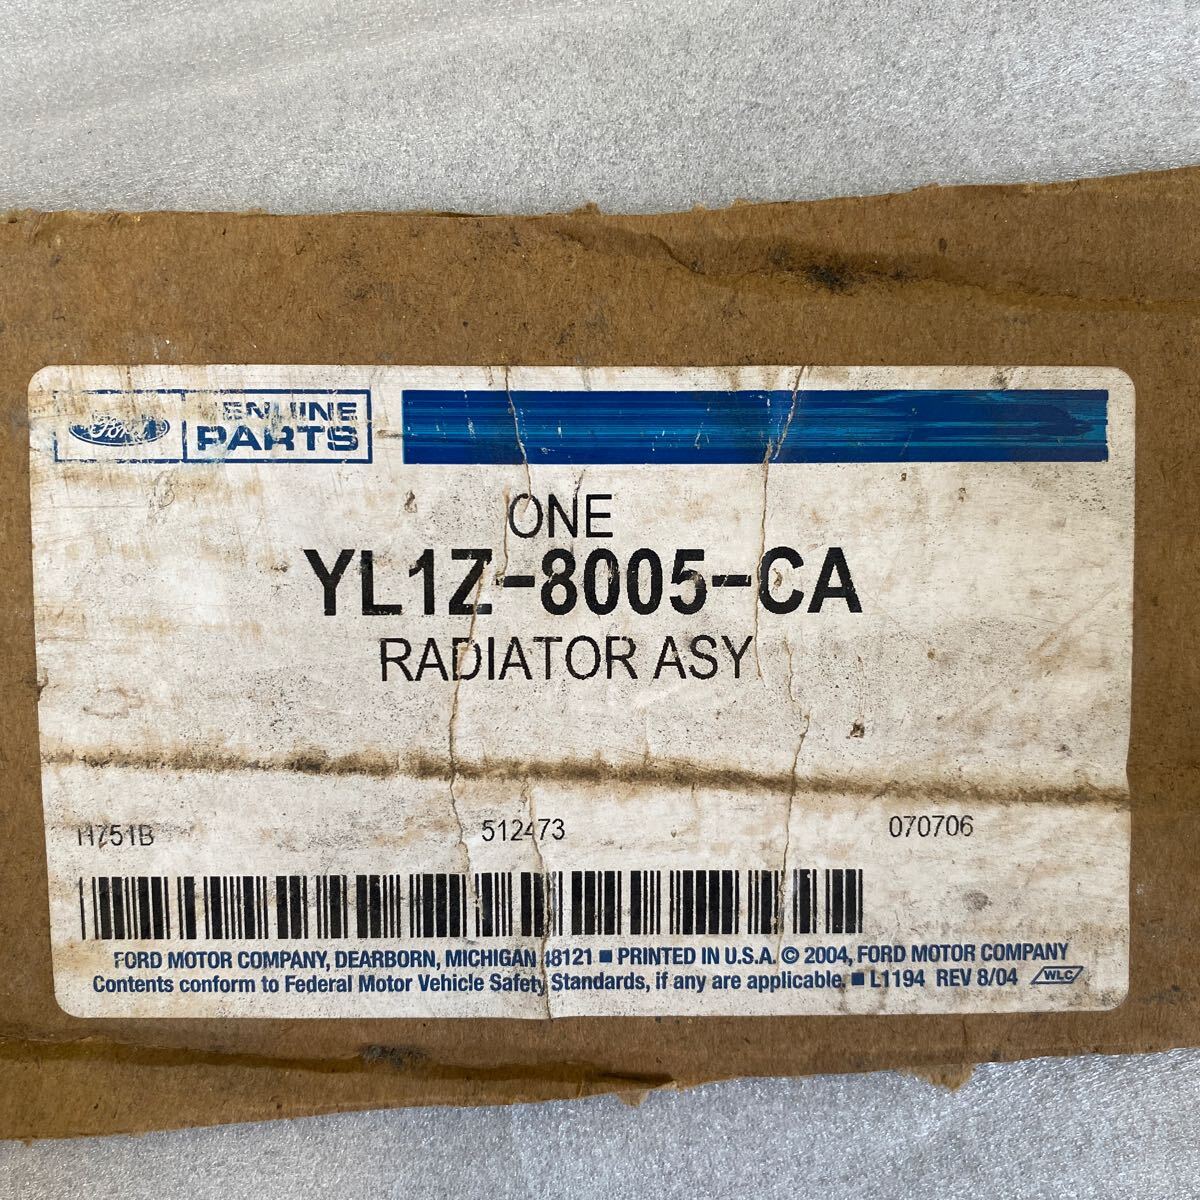 Ford
GENUINE
PARTS
ONE
YL1Z-8005-CA
RADIATOR ASY
H751B 512473 070706
FORD MOTOR COMPANY, DEARBORN, MICHIGAN 48121 ■ PRINTED IN U.S.A. © 2004, FORD MOTOR COMPANY
Contents conform to Federal Motor Vehicle Safety Standards, if any are applicable. ■ L1194 REV 8/04 WLC